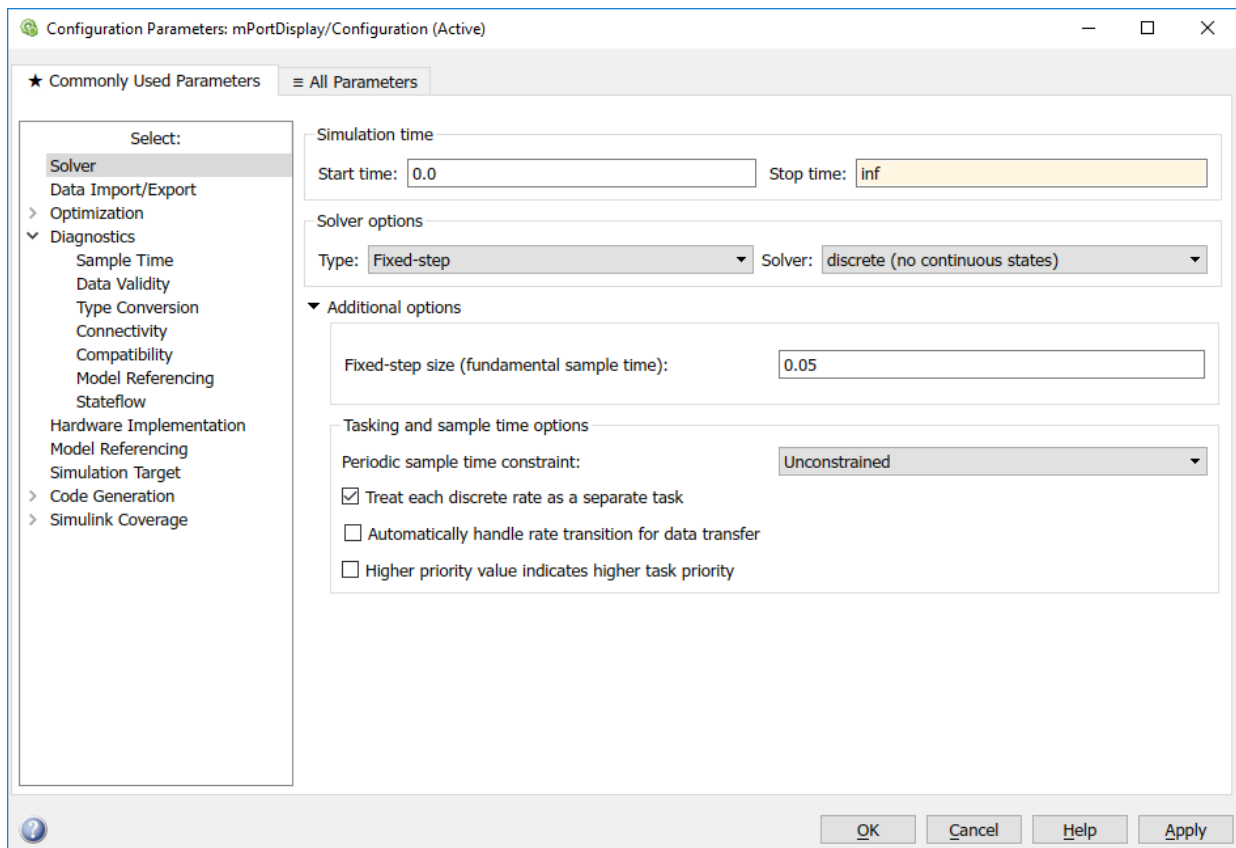 Configuration Parameters: mPortDisplay/Configuration (Active)
★ Commonly Used Parameters
≡ All Parameters
Select:
Solver
Data Import/Export
Optimization
Diagnostics
Sample Time
Data Validity
Type Conversion
Connectivity
Compatibility
Model Referencing
Stateflow
Hardware Implementation
Model Referencing
Simulation Target
Code Generation
Simulink Coverage
Simulation time
Start time: 0.0 Stop time: inf
Solver options
Type: Fixed-step Solver: discrete (no continuous states)
Additional options
Fixed-step size (fundamental sample time): 0.05
Tasking and sample time options
Periodic sample time constraint: Unconstrained
Treat each discrete rate as a separate task
Automatically handle rate transition for data transfer
Higher priority value indicates higher task priority
? OK Cancel Help Apply